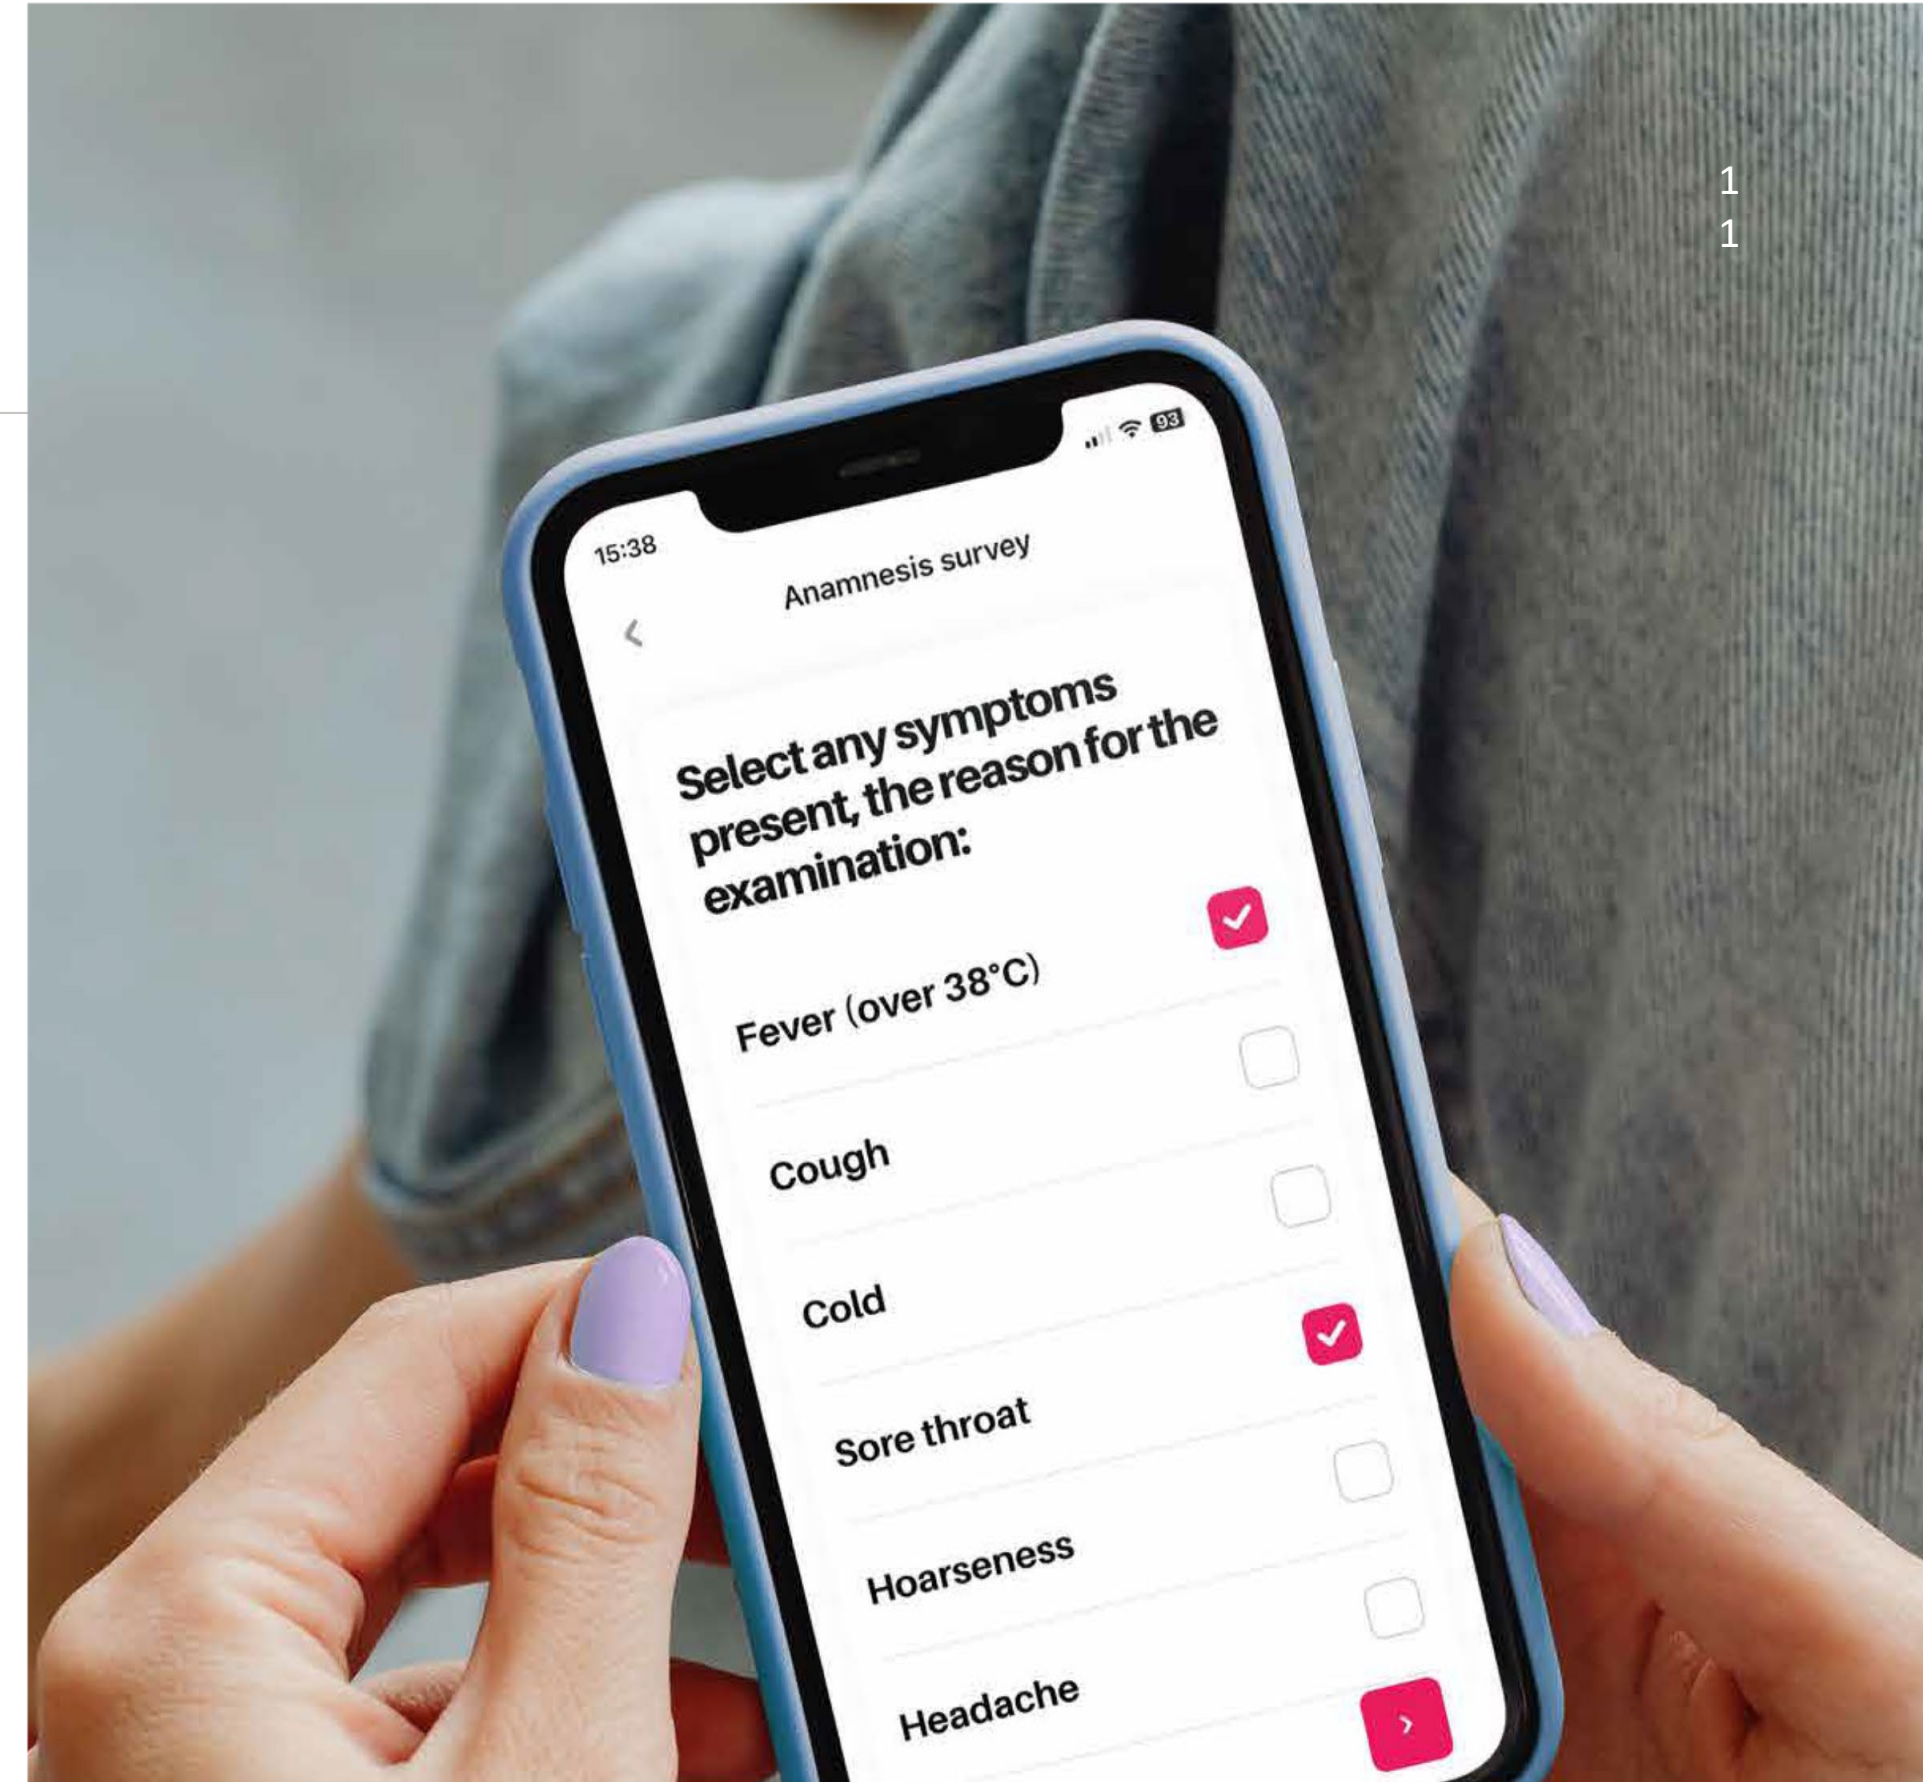 1
1
93
15:38
Anamnesis survey
Select any symptoms
present, the reason for the
examination:
Fever (over 38°C)
Cough
Cold
Sore throat
Hoarseness
Headache